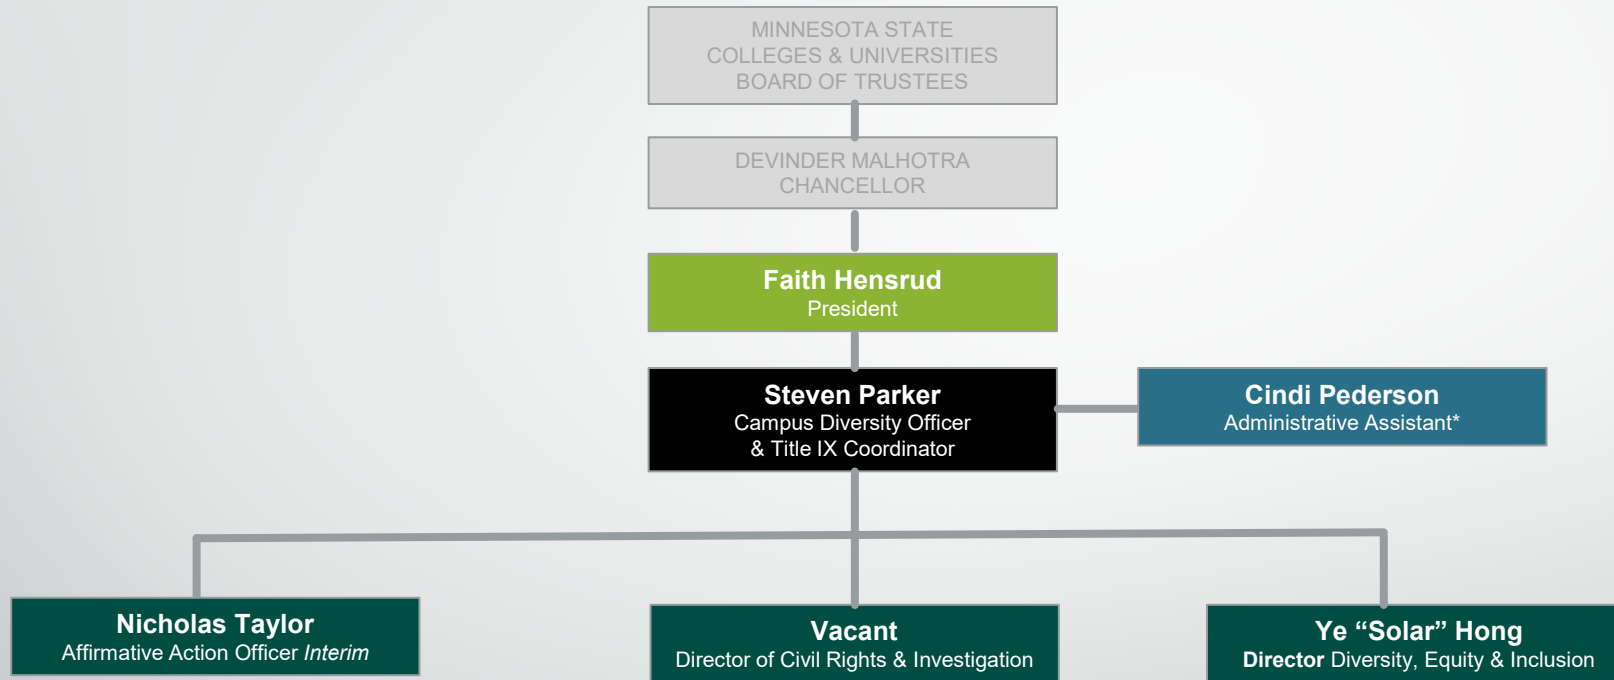 MINNESOTA STATE
COLLEGES & UNIVERSITIES
BOARD OF TRUSTEES
DEVINDER MALHOTRA
CHANCELLOR
Faith Hensrud
President
Steven Parker
Campus Diversity Officer
& Title IX Coordinator
Cindi Pederson
Administrative Assistant*
Nicholas Taylor
Affirmative Action Officer Interim
Vacant
Director of Civil Rights & Investigation
Ye “Solar” Hong
Director Diversity, Equity & Inclusion